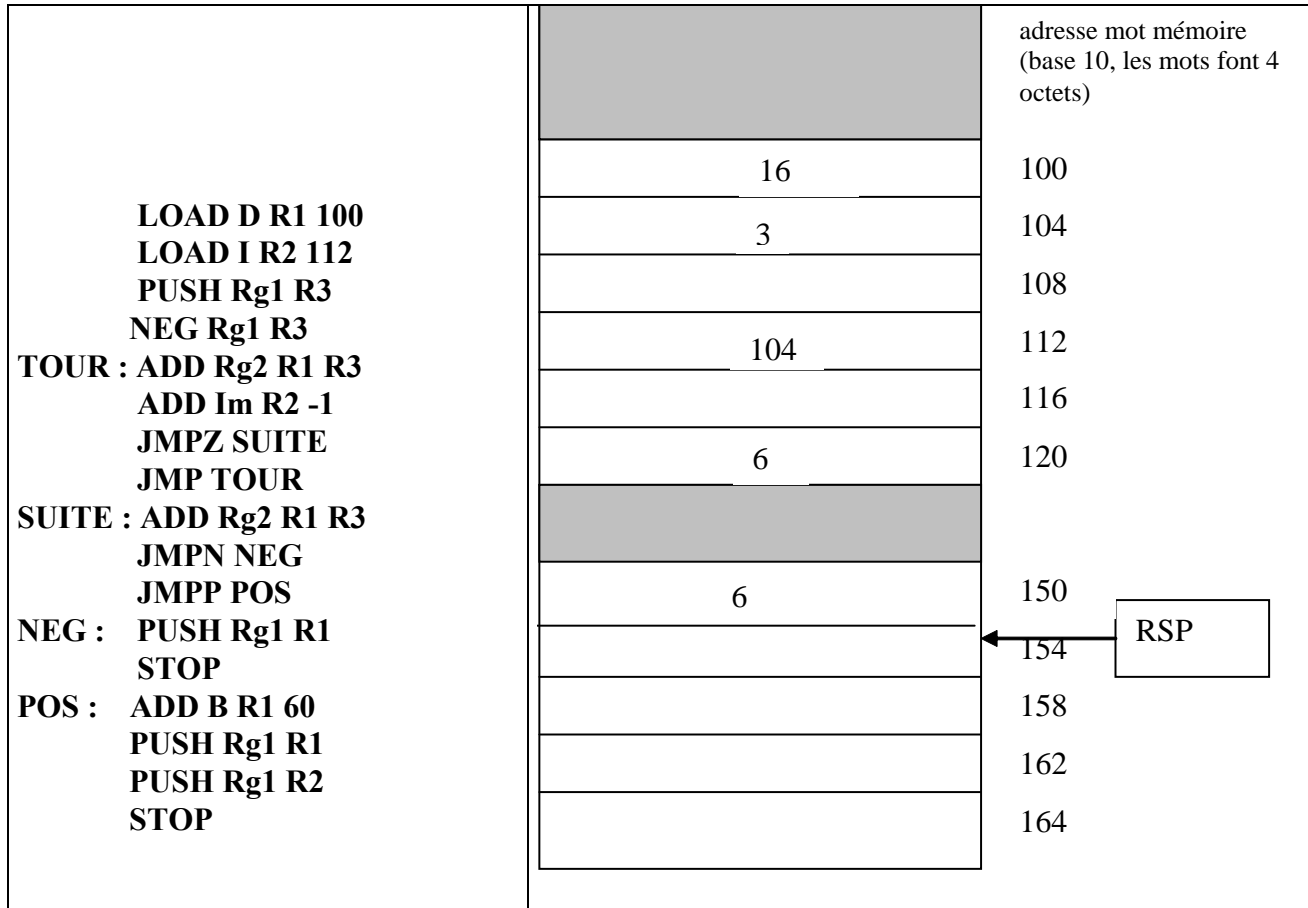 LOAD D R1 100
LOAD I R2 112
PUSH Rg1 R3
NEG Rg1 R3
TOUR : ADD Rg2 R1 R3
ADD Im R2 -1
JMPZ SUITE
JMP TOUR
SUITE : ADD Rg2 R1 R3
JMPN NEG
JMPP POS
NEG : PUSH Rg1 R1
STOP
POS : ADD B R1 60
PUSH Rg1 R1
PUSH Rg1 R2
STOP
adresse mot mémoire
(base 10, les mots font 4
octets)
16 100
3 104
108
104 112
116
6 120
6 150
RSP
154
158
162
164